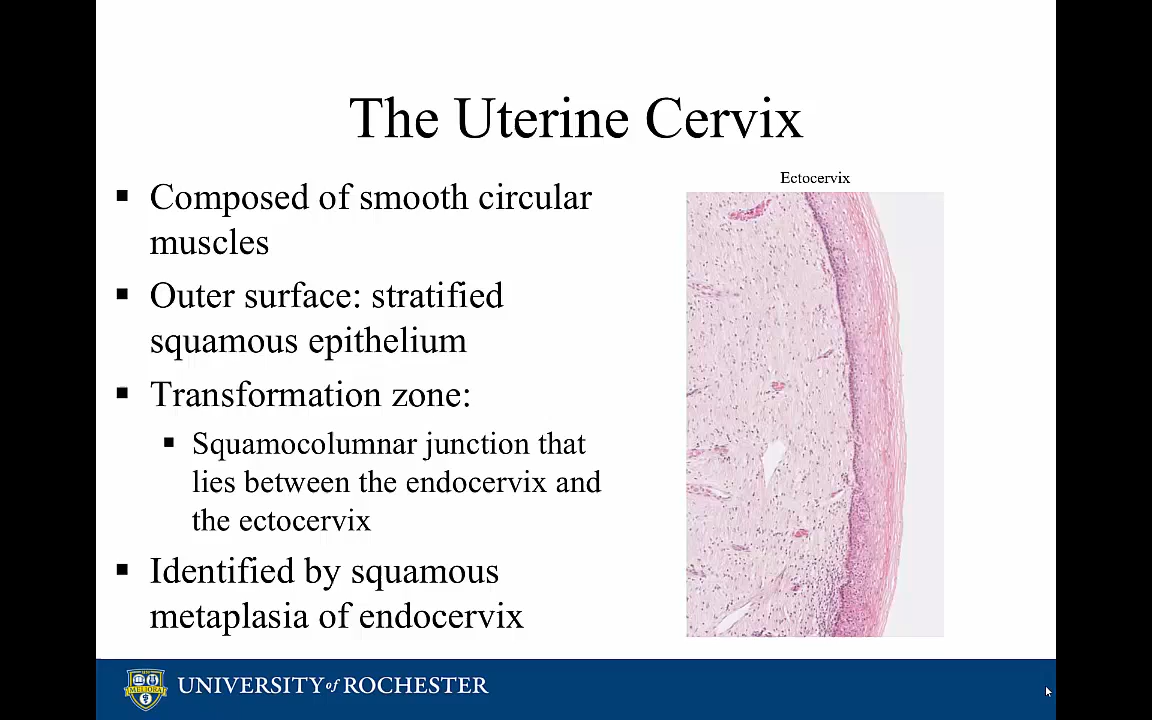 The Uterine Cervix
▪ Composed of smooth circular
muscles
▪ Outer surface: stratified
squamous epithelium
▪ Transformation zone:
▪ Squamocolumnar junction that
lies between the endocervix and
the ectocervix
▪ Identified by squamous
metaplasia of endocervix
Ectocervix
MELIORA
UNIVERSITY of ROCHESTER